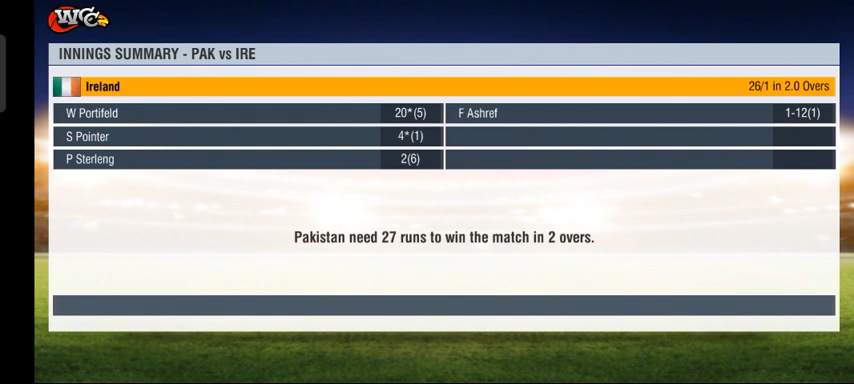 WCC
INNINGS SUMMARY - PAK vs IRE
Ireland 26/1 in 2.0 Overs
W Portifeld 20*(5) F Ashref 1-12(1)
S Pointer 4*(1)
P Sterleng 2(6)
Pakistan need 27 runs to win the match in 2 overs.